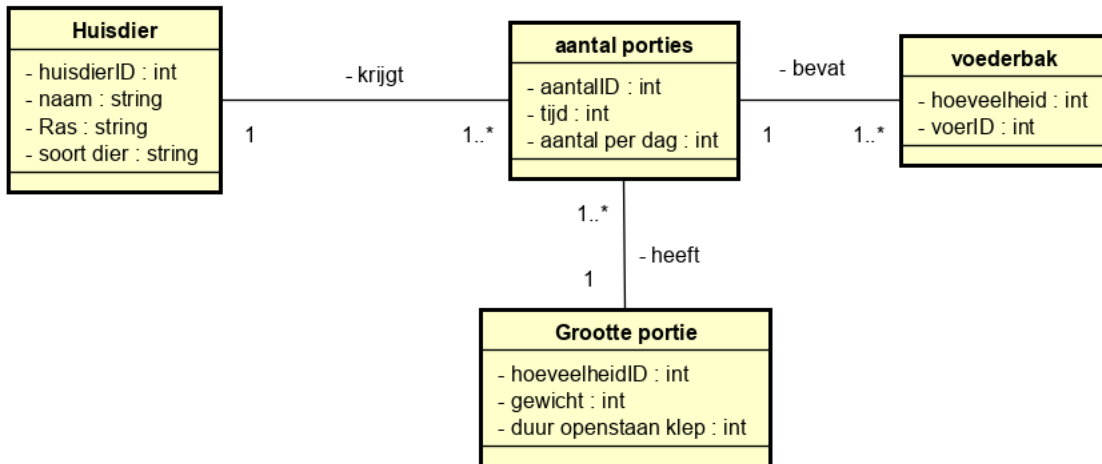 Huisdier
- huisdierID : int
- naam : string
- Ras : string
- soort dier : string
- krijgt
1
1..*
aantal porties
- aantalID : int
- tijd : int
- aantal per dag : int
- bevat
1
1..*
voederbak
- hoeveelheid : int
- voerID : int
1..*
- heeft
1
Grootte portie
- hoeveelheidID : int
- gewicht : int
- duur openstaan klep : int